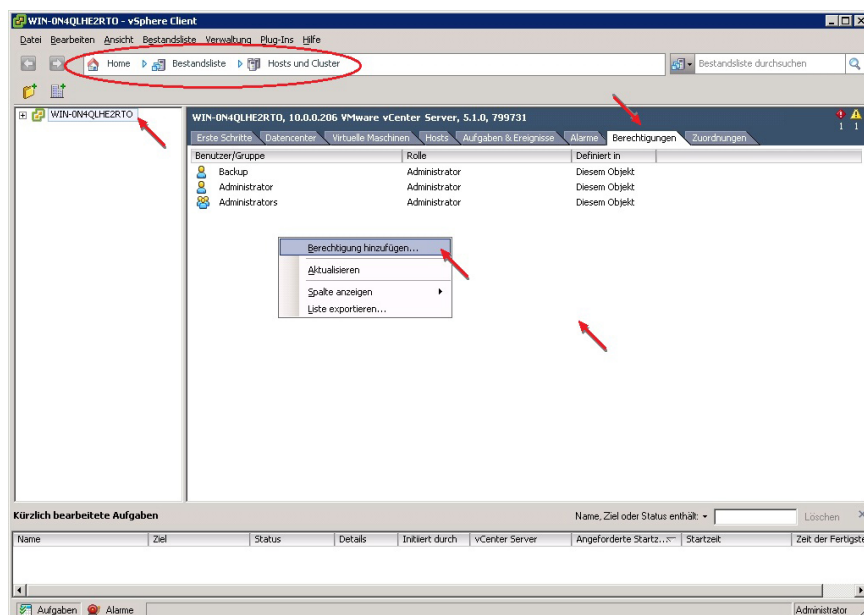 WIN-0N4QLHE2RTO - vSphere Client
Datei Bearbeiten Ansicht Bestandsliste Verwaltung Plug-Ins Hilfe
Home Bestandsliste Hosts und Cluster Bestandsliste durchsuchen
WIN-0N4QLHE2RTO
WIN-0N4QLHE2RTO, 10.0.0.206 VMware vCenter Server, 5.1.0, 799731
1 1
Erste Schritte Datencenter Virtuelle Maschinen Hosts Aufgaben & Ereignisse Alarme Berechtigungen Zuordnungen
Benutzer/Gruppe Rolle Definiert in
Backup Administrator Diesem Objekt
Administrator Administrator Diesem Objekt
Administrators Administrator Diesem Objekt
Berechtigung hinzufügen...
Aktualisieren
Spalte anzeigen
Liste exportieren...
Kürzlich bearbeitete Aufgaben Name, Ziel oder Status enthält: Löschen
Name Ziel Status Details Initiiert durch vCenter Server Angeforderte Startz... Startzeit Zeit der Fertigste
Aufgaben Alarme Administrator